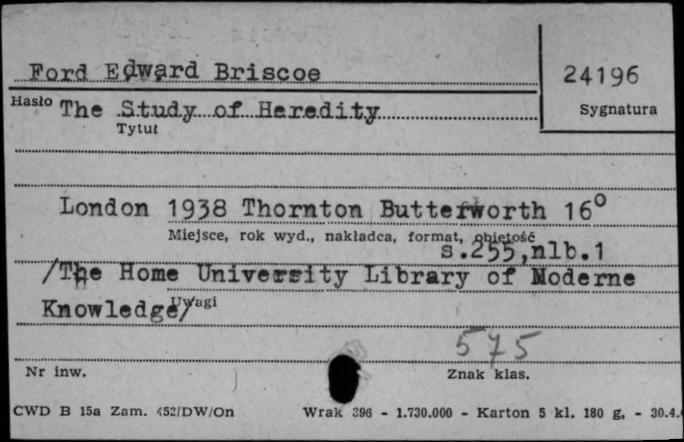 Ford Edward Briscoe
24196
Hasło The Study of Heredity
Sygnatura
Tytuł
London 1938 Thornton Butterworth 16⁰
Miejsce, rok wyd., nakładca, format, objętość
s.255,nlb.1
/The Home University Library of Moderne
Knowledge/
Uwagi
575
Nr inw.
Znak klas.
CWD B 15a Zam. 452/DW/On Wrak 396 - 1.730.000 - Karton 5 kl. 180 g, - 30.4.